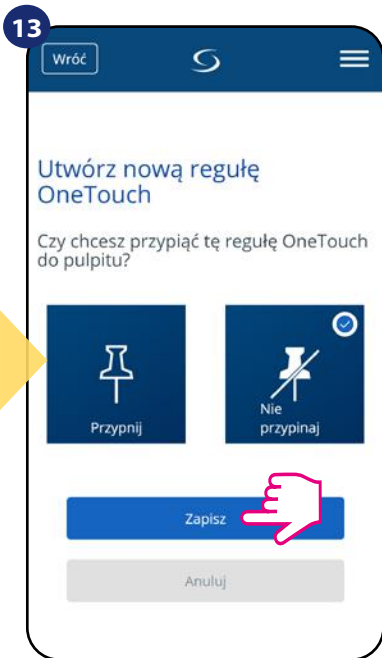 13
Wróć
Utwórz nową regułę
OneTouch
Czy chcesz przypiąć tę regułę OneTouch
do pulpitu?
Przypnij
Nie
przypinaj
Zapisz
Anuluj